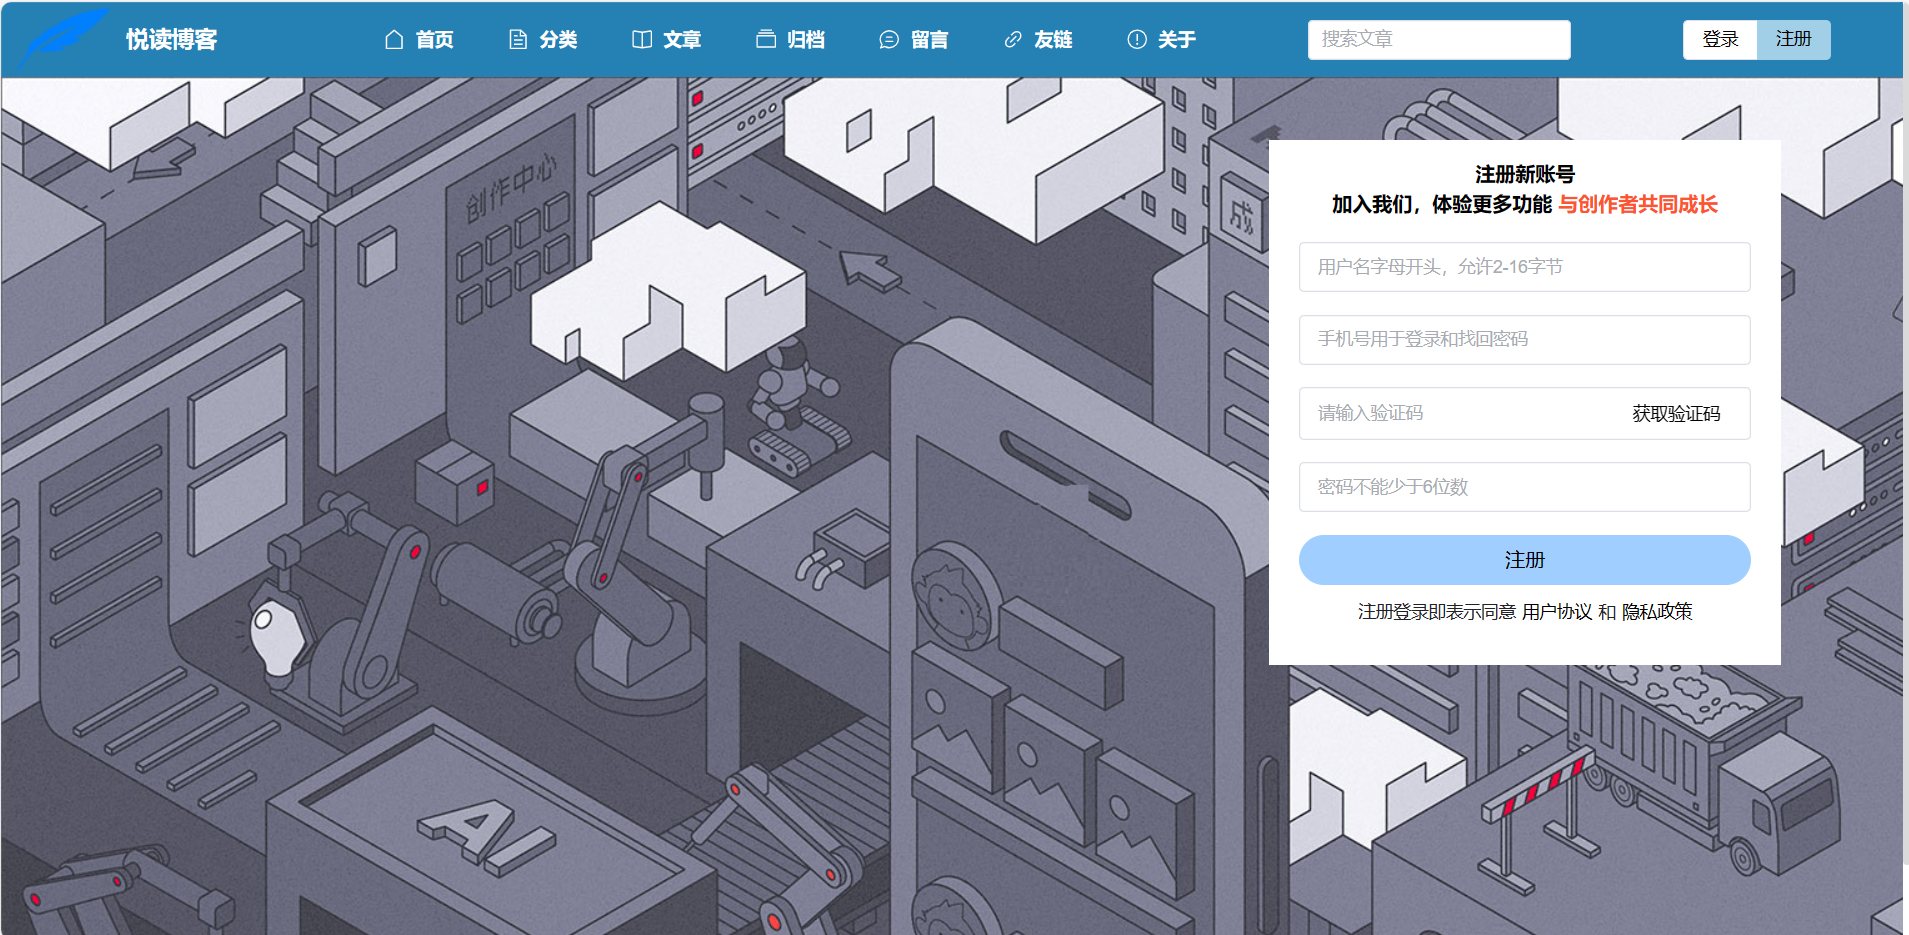 悦读博客
首页
分类
文章
归档
留言
友链
关于
搜索文章
登录
注册
创作中心
成
注册新账号
加入我们，体验更多功能 与创作者共同成长
用户名字母开头，允许2-16字节
手机号用于登录和找回密码
请输入验证码 获取验证码
密码不能少于6位数
注册
注册登录即表示同意 用户协议 和 隐私政策
AI